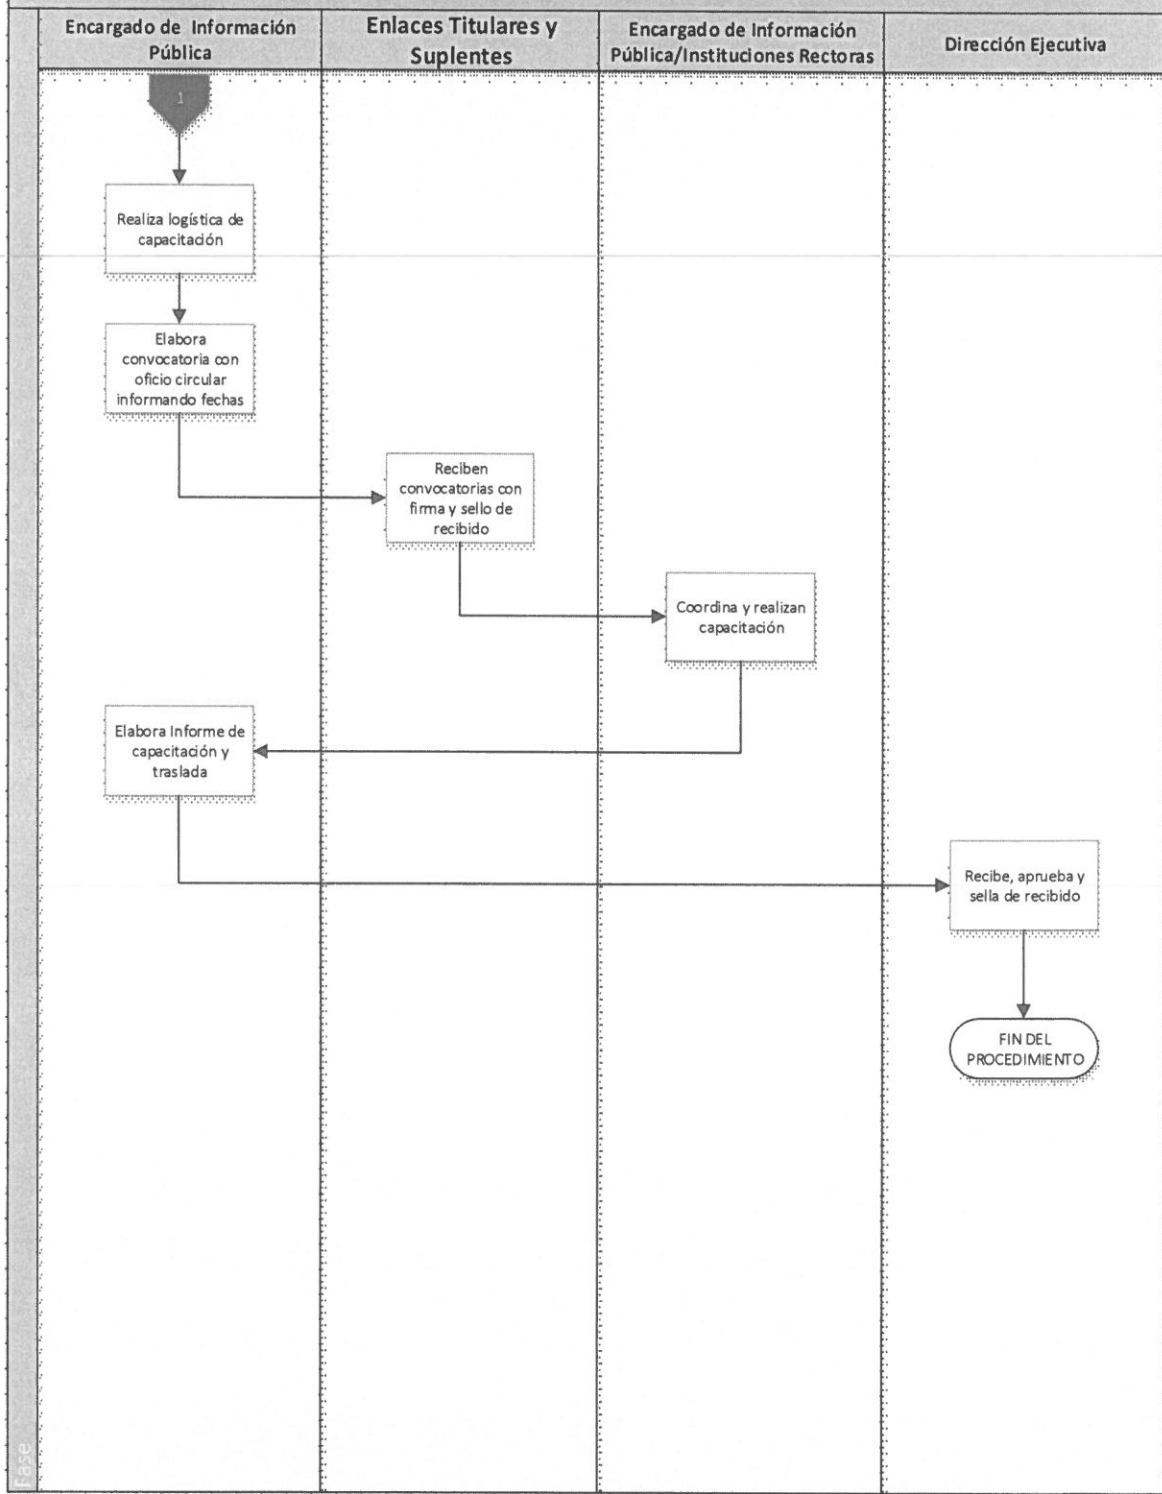 Encargado de Información
Pública
Enlaces Titulares y
Suplentes
Encargado de Información
Pública/Instituciones Rectoras
Dirección Ejecutiva
1
Realiza logística de
capacitación
Elabora
convocatoria con
oficio circular
informando fechas
Reciben
convocatorias con
firma y sello de
recibido
Coordina y realizan
capacitación
Elabora Informe de
capacitación y
traslada
Recibe, aprueba y
sella de recibido
FIN DEL
PROCEDIMIENTO
Fase